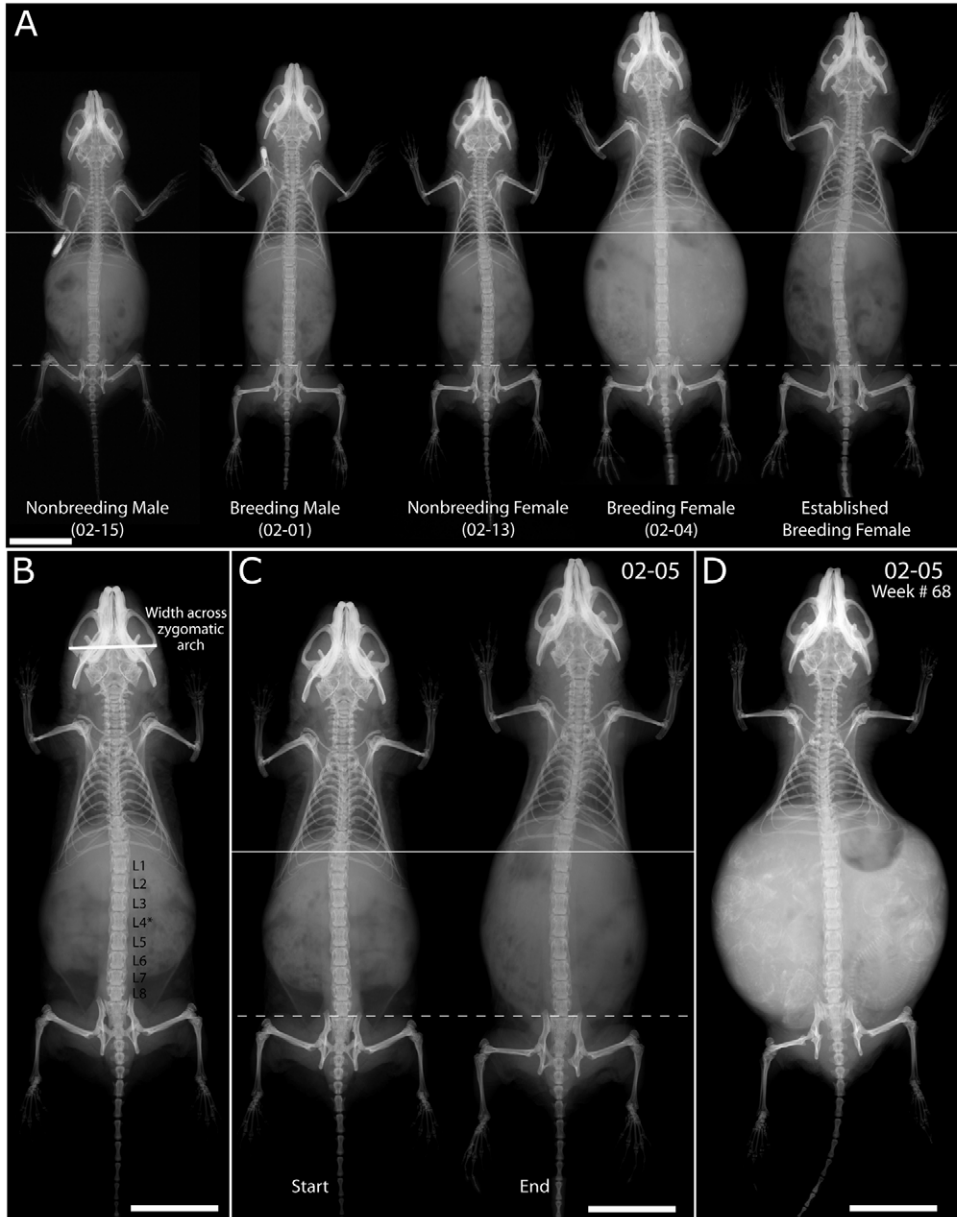 A
Nonbreeding Male
(02-15)
Breeding Male
(02-01)
Nonbreeding Female
(02-13)
Breeding Female
(02-04)
Established
Breeding Female
B
Width across
zygomatic
arch
L1
L2
L3
L4*
L5
L6
L7
L8
C
02-05
Start
End
D
02-05
Week # 68